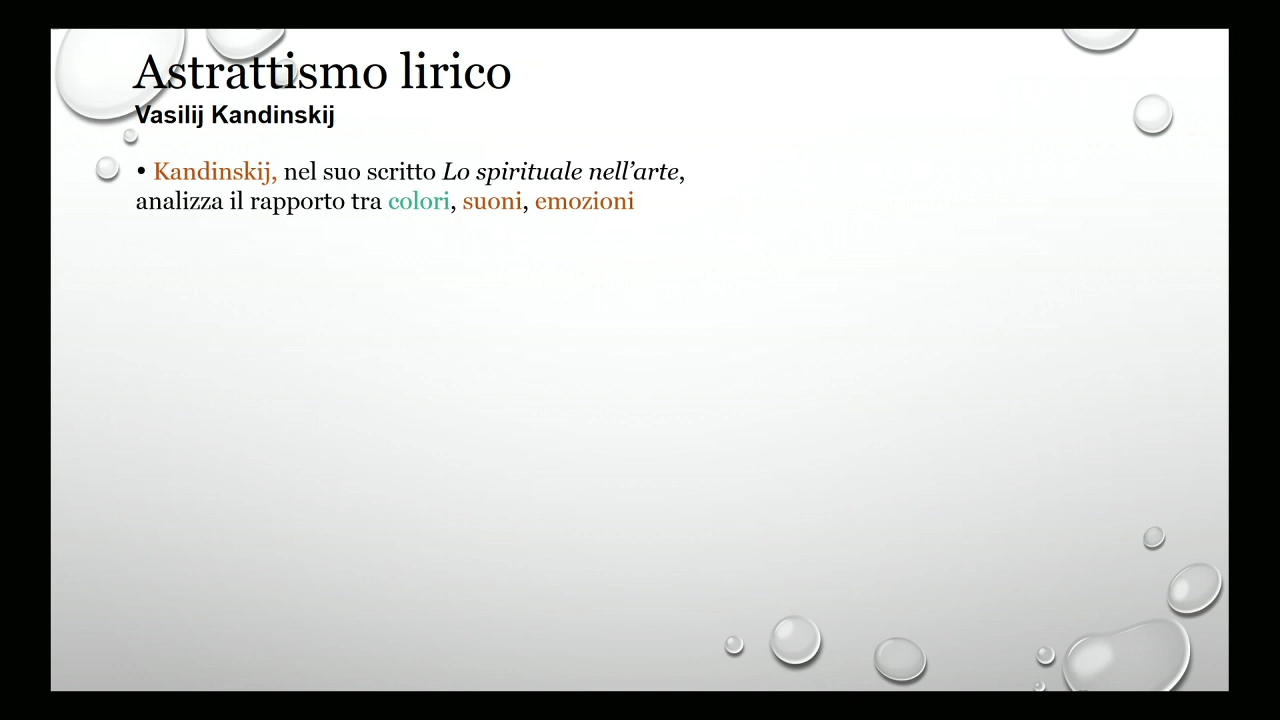 Astrattismo lirico
Vasilij Kandinskij
• Kandinskij, nel suo scritto Lo spirituale nell’arte,
analizza il rapporto tra colori, suoni, emozioni